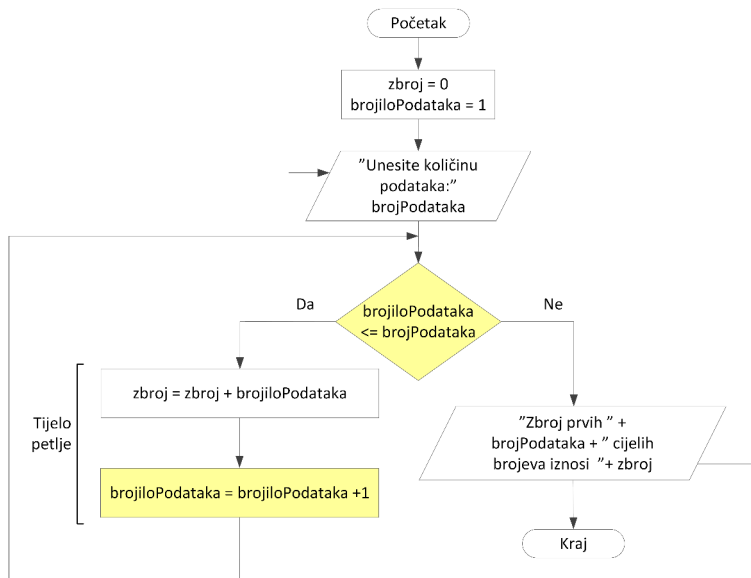 Početak
zbroj = 0
brojiloPodataka = 1
”Unesite količinu
podataka:”
brojPodataka
brojiloPodataka
<= brojPodataka
Da
Ne
Tijelo
petlje
zbroj = zbroj + brojiloPodataka
brojiloPodataka = brojiloPodataka +1
”Zbroj prvih ” +
brojPodataka + ” cijelih
brojeva iznosi ”+ zbroj
Kraj